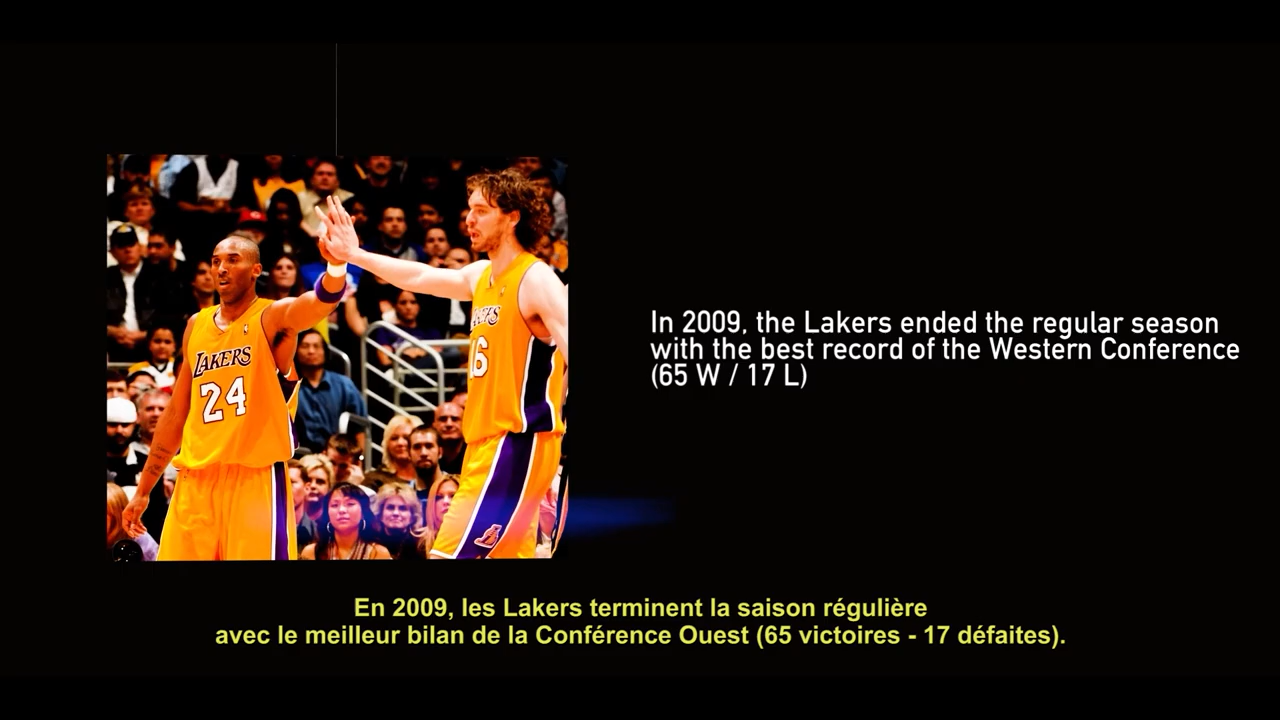 LAKERS
24
LAKERS
16
In 2009, the Lakers ended the regular season
with the best record of the Western Conference
(65 W / 17 L)
En 2009, les Lakers terminent la saison régulière
avec le meilleur bilan de la Conférence Ouest (65 victoires - 17 défaites).